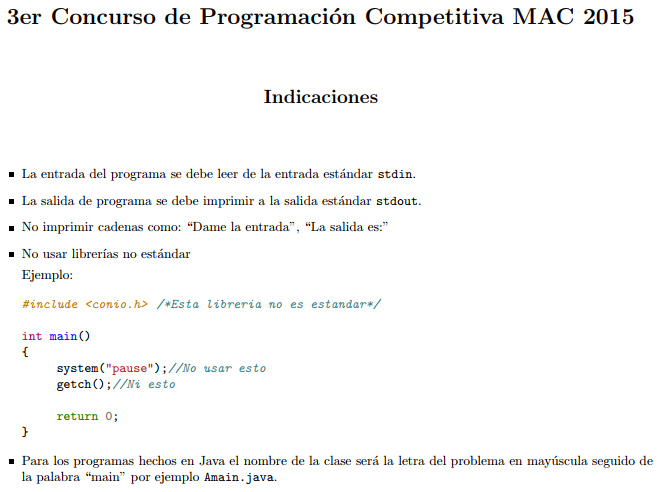 3er Concurso de Programación Competitiva MAC 2015
Indicaciones
▪ La entrada del programa se debe leer de la entrada estándar stdin.
▪ La salida de programa se debe imprimir a la salida estándar stdout.
▪ No imprimir cadenas como: “Dame la entrada”, “La salida es:”
▪ No usar librerías no estándar
Ejemplo:
#include <conio.h> /*Esta libreria no es estandar*/
int main()
{
system("pause");//No usar esto
getch();//Ni esto
return 0;
}
▪ Para los programas hechos en Java el nombre de la clase será la letra del problema en mayúscula seguido de
la palabra “main” por ejemplo Amain.java.